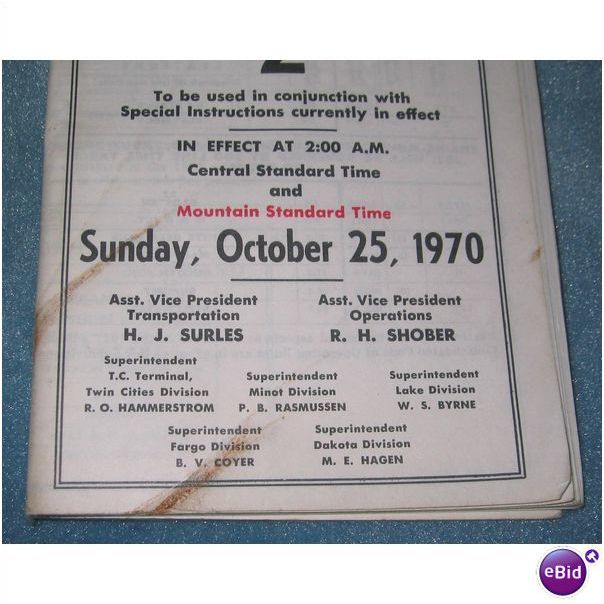 2
To be used in conjunction with
Special Instructions currently in effect
IN EFFECT AT 2:00 A.M.
Central Standard Time
and
Mountain Standard Time
Sunday, October 25, 1970
Asst. Vice President
Transportation
H. J. SURLES
Asst. Vice President
Operations
R. H. SHOBER
Superintendent
T.C. Terminal,
Twin Cities Division
R. O. HAMMERSTROM
Superintendent
Minot Division
P. B. RASMUSSEN
Superintendent
Lake Division
W. S. BYRNE
Superintendent
Fargo Division
B. V. COYER
Superintendent
Dakota Division
M. E. HAGEN
eBid